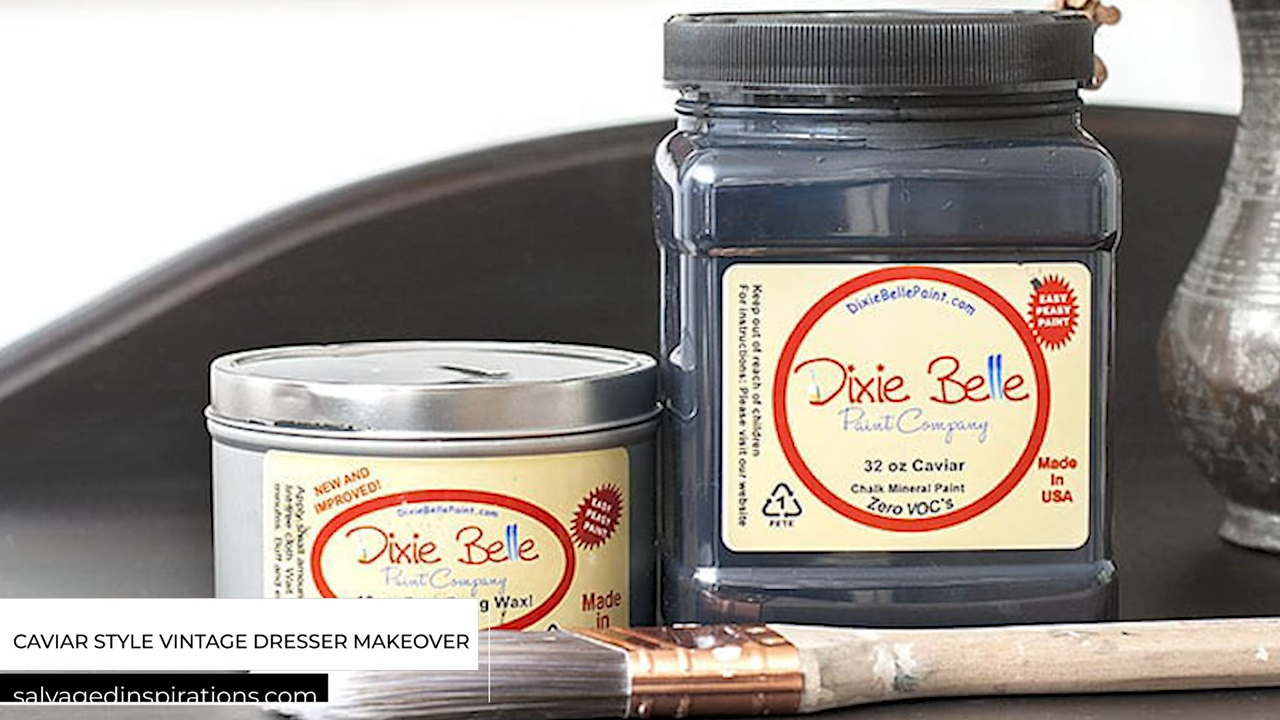 DixieBellePaint.com
EASY
PEASY
PAINT
Dixie Belle
Paint Company
32 oz Caviar
Chalk Mineral Paint
Zero VOC's
Made
In
USA
1
PETE
Keep out of reach of children
For instructions: Please visit our website
NEW AND
IMPROVED!
DixieBellePaint.com
EASY
PEASY
PAINT
Dixie Belle
Paint Company
Wax!
Made
in
CAVIAR STYLE VINTAGE DRESSER MAKEOVER
salvagedinspirations.com